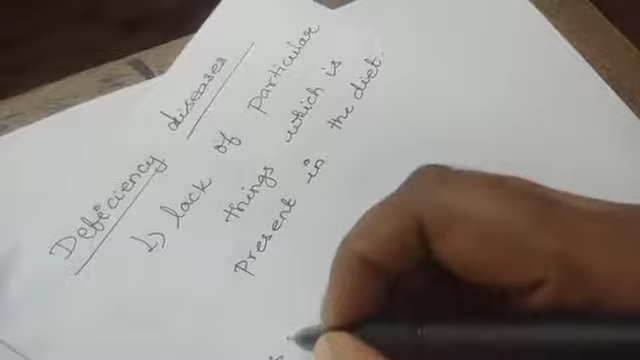 Deficiency diseases
1) lack of particular
things which is
present in the diet.